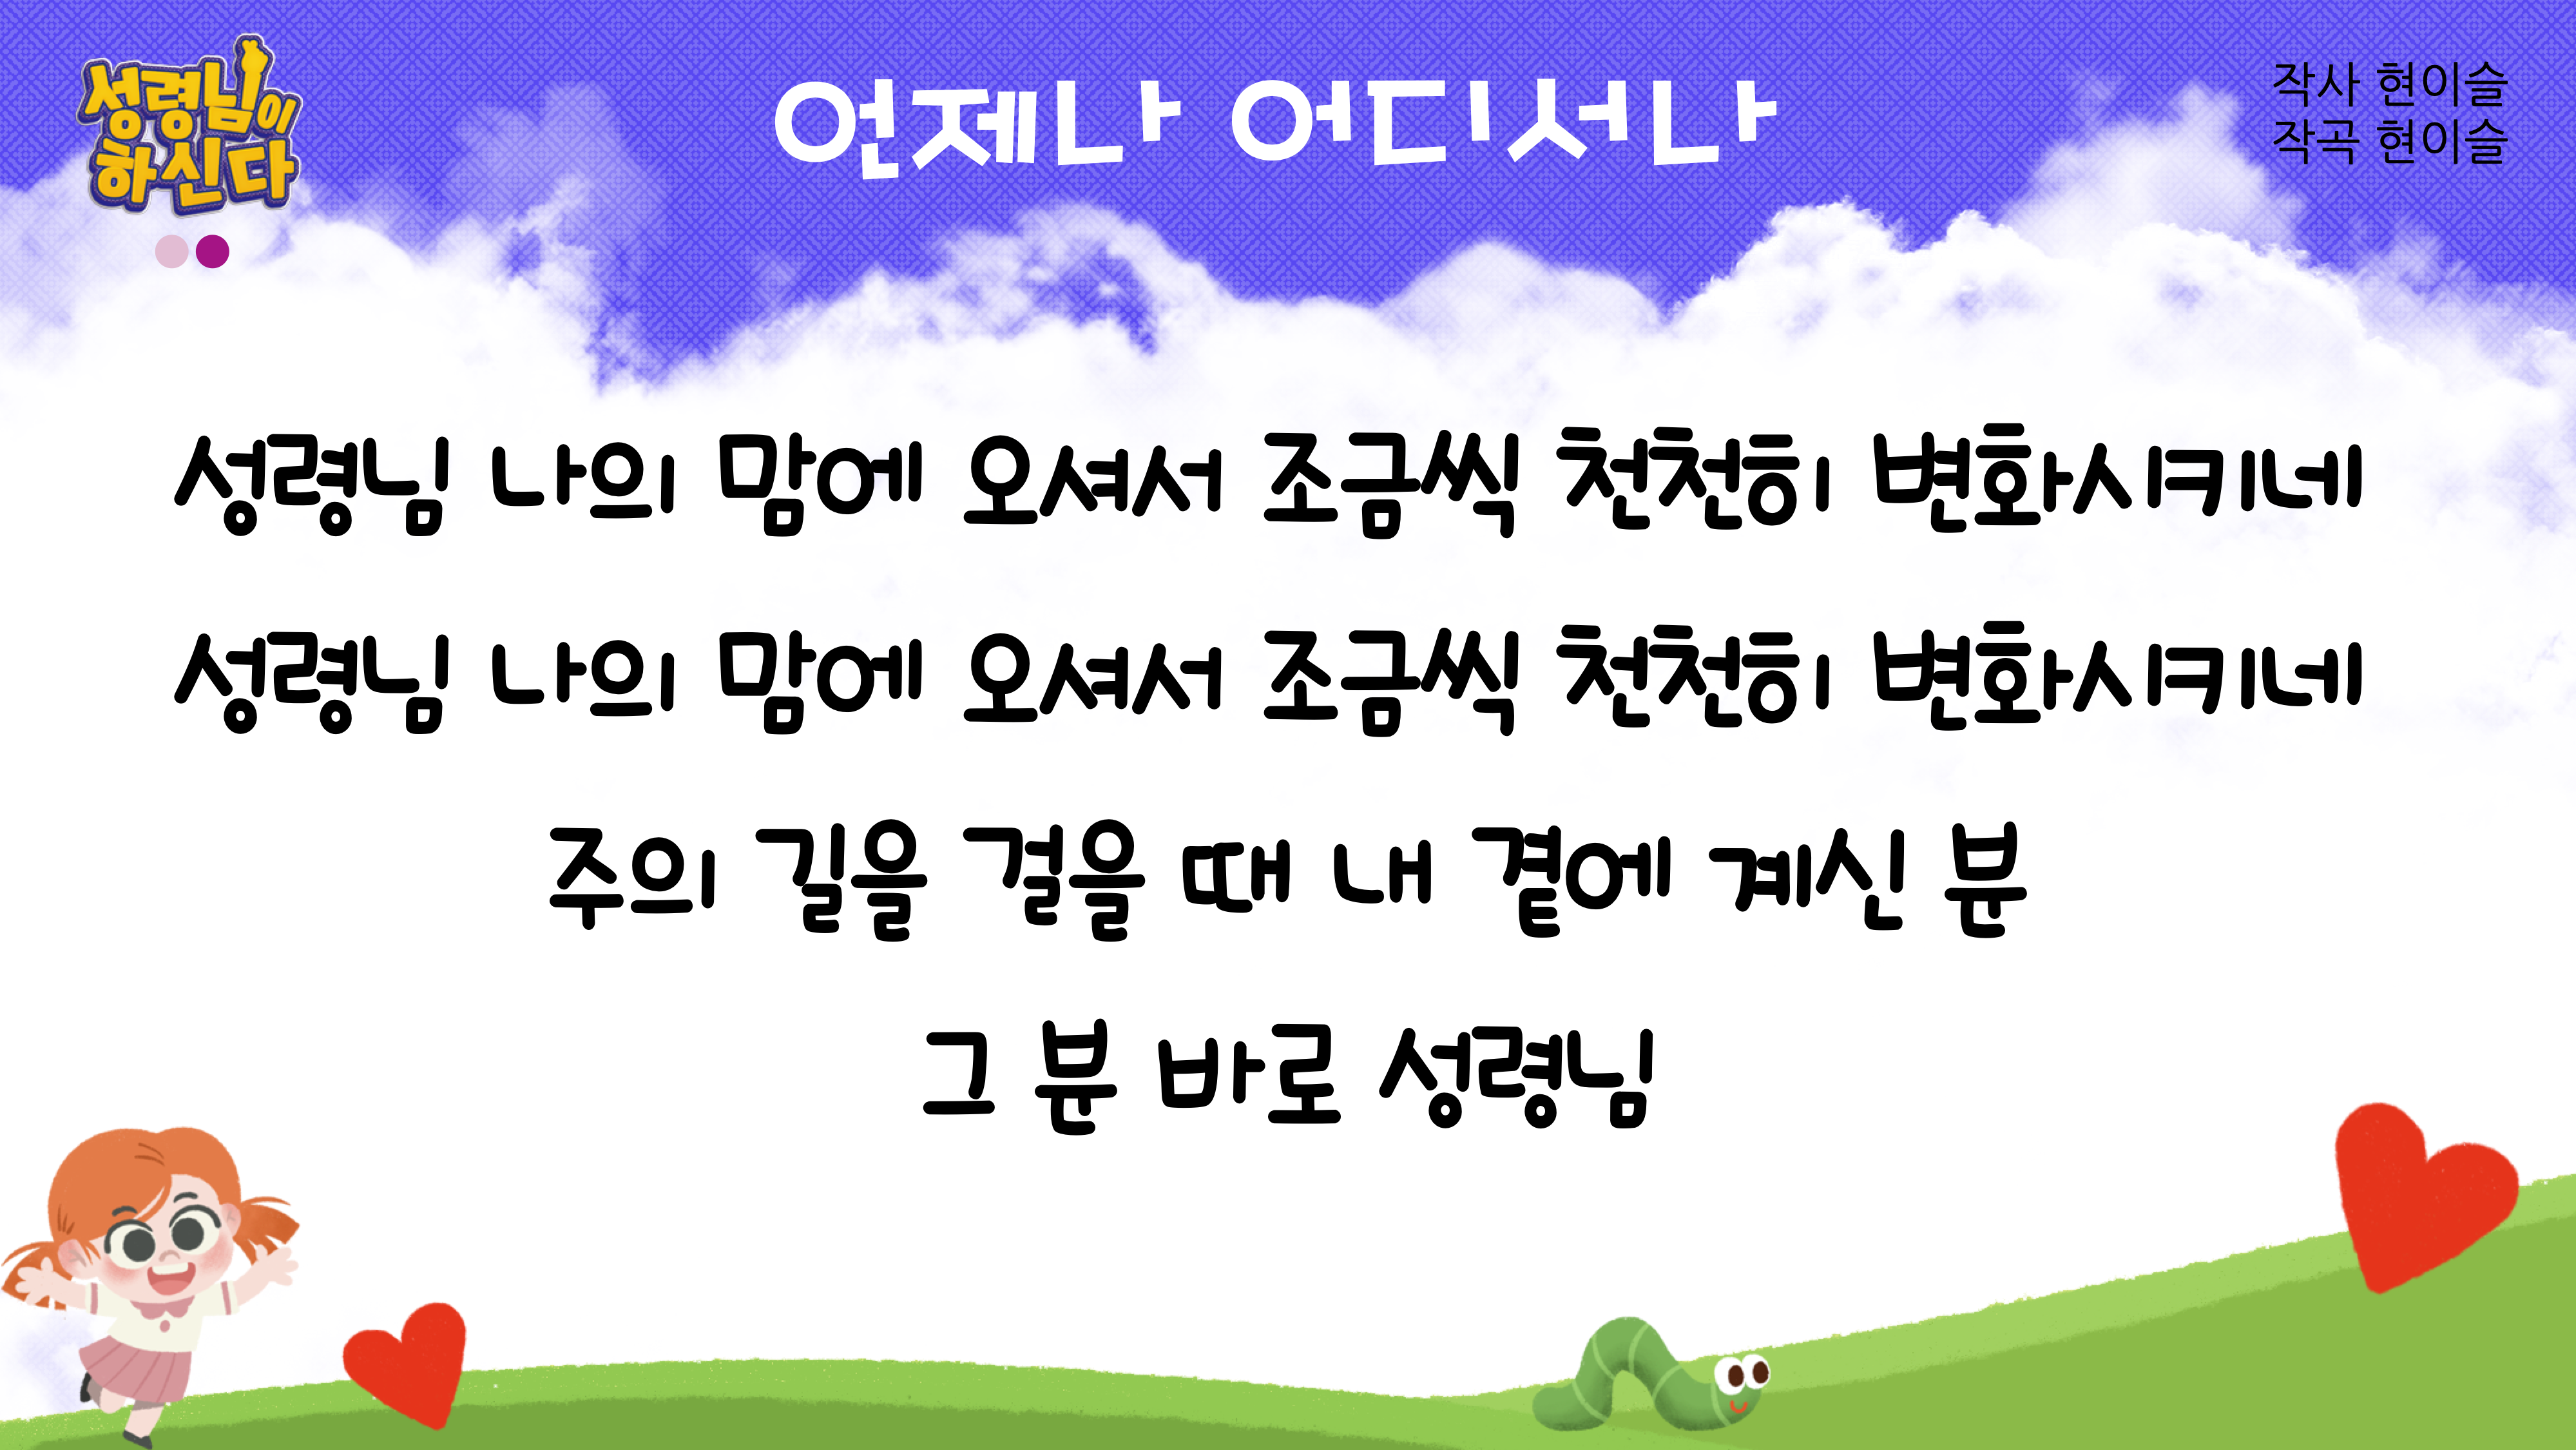 성령님이
하신다
언제나 어디서나
작사 현이슬
작곡 현이슬
성령님 나의 맘에 오셔서 조금씩 천천히 변화시키네
성령님 나의 맘에 오셔서 조금씩 천천히 변화시키네
주의 길을 걸을 때 내 곁에 계신 분
그 분 바로 성령님